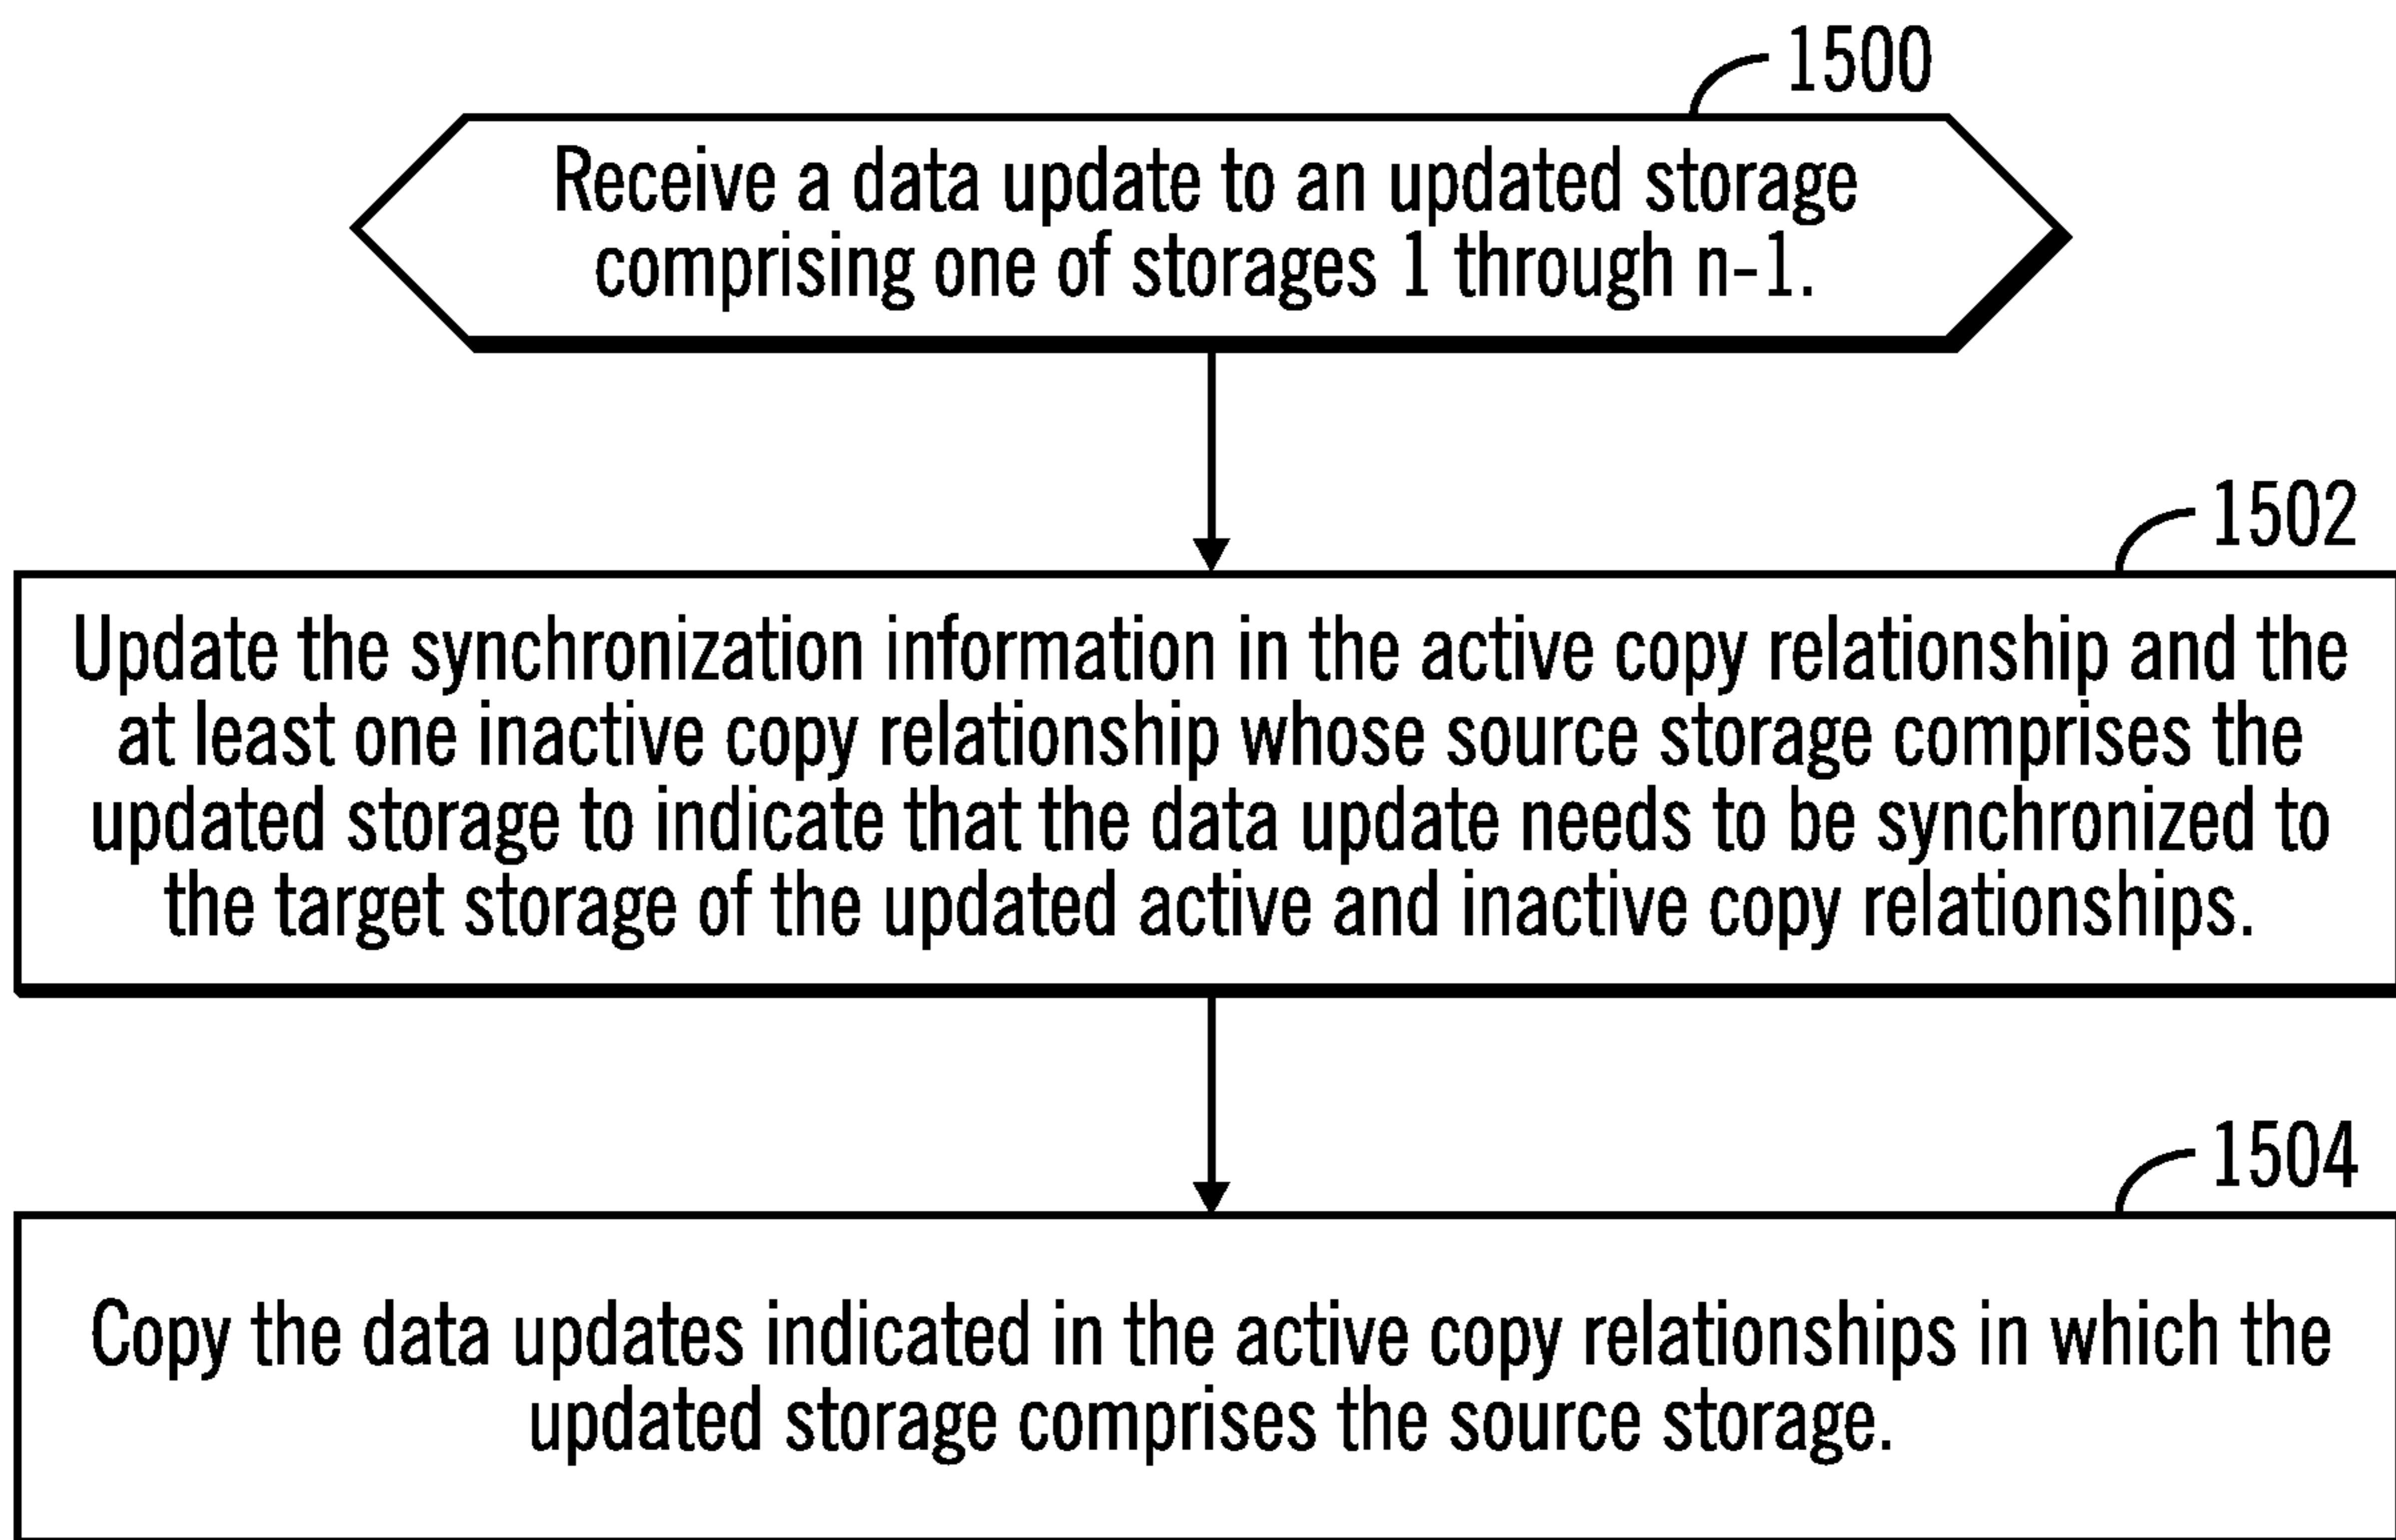 1500
Receive a data update to an updated storage
comprising one of storages 1 through n-1.
1502
Update the synchronization information in the active copy relationship and the
at least one inactive copy relationship whose source storage comprises the
updated storage to indicate that the data update needs to be synchronized to
the target storage of the updated active and inactive copy relationships.
1504
Copy the data updates indicated in the active copy relationships in which the
updated storage comprises the source storage.